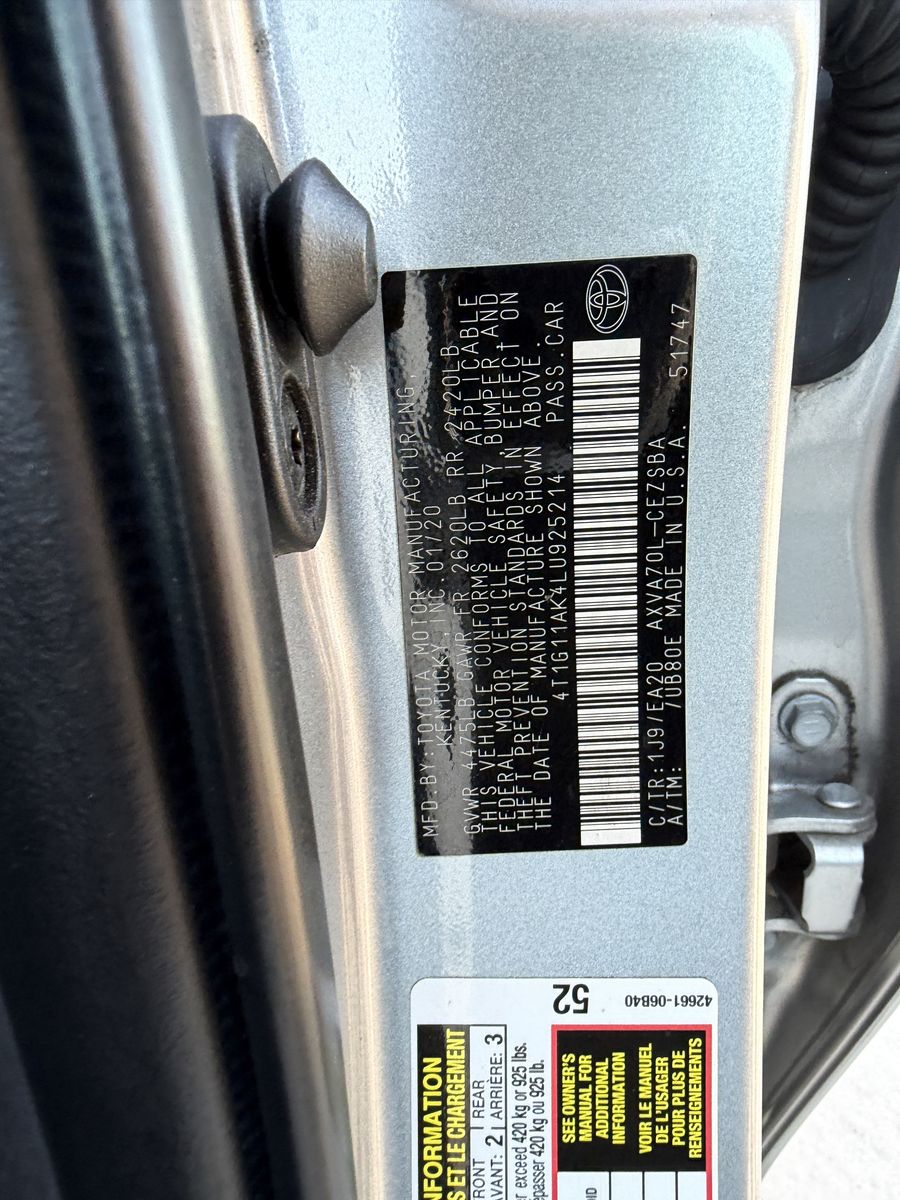 MFD.BY:TOYOTA MOTOR MANUFACTURING,
KENTUCKY, INC. 01/20
GVWR 4475LB GAWR FR 2620LB RR 2420LB
THIS VEHICLE CONFORMS TO ALL APPLICABLE
FEDERAL MOTOR VEHICLE SAFETY, BUMPER, AND
THEFT PREVENTION STANDARDS IN EFFECT ON
THE DATE OF MANUFACTURE SHOWN ABOVE.
4T1G11AK4LU925214 PASS.CAR
C/TR:1J9/EA20 AXVA70L-CEZSBA
A/TM: /UB80E MADE IN U.S.A. 51747
NFORMATION
S ET LE CHARGEMENT
RONT 2 REAR 3
AVANT: ARRIÈRE:
exceed 420 kg or 925 lbs.
passer 420 kg ou 925 lb.
52
SEE OWNER'S
MANUAL FOR
ADDITIONAL
INFORMATION
VOIR LE MANUEL
DE L'USAGER
POUR PLUS DE
RENSEIGNEMENTS
42661-06B40